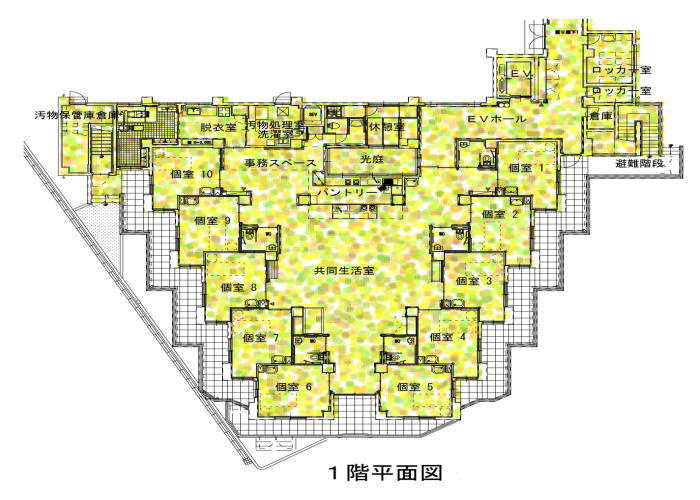 ＥＶ
ロッカー室
ロッカー室
汚物保管庫倉庫
脱衣室
汚物処理室
洗濯室
休憩室
ＥＶホール
倉庫
避難階段
事務スペース
光庭
パントリー
個室 １
個室 10
個室 2
個室 9
共同生活室
個室 3
個室 8
個室 4
個室 7
個室 5
個室 6
１階平面図